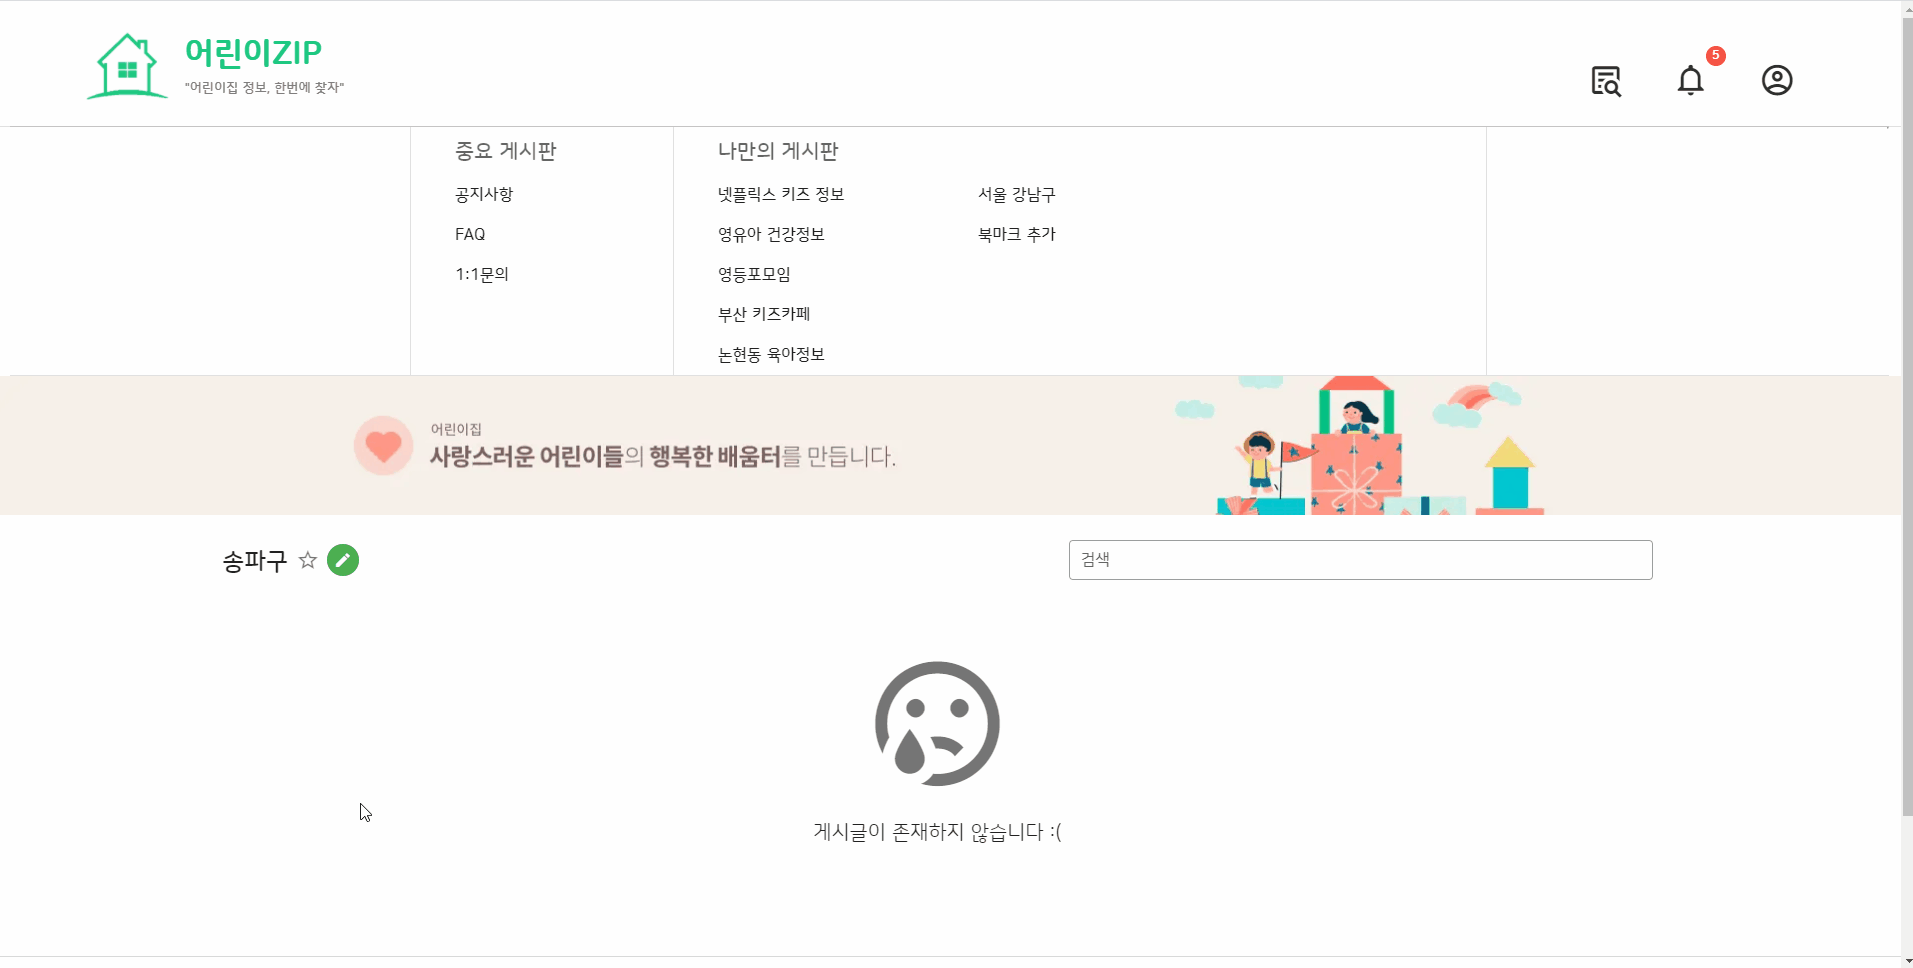 어린이ZIP
"어린이집 정보, 한번에 찾자"
5
중요 게시판
공지사항
FAQ
1:1문의
나만의 게시판
넷플릭스 키즈 정보
영유아 건강정보
영등포모임
부산 키즈카페
논현동 육아정보
서울 강남구
북마크 추가
어린이집
사랑스러운 어린이들의 행복한 배움터를 만듭니다.
송파구
검색
게시글이 존재하지 않습니다 :(